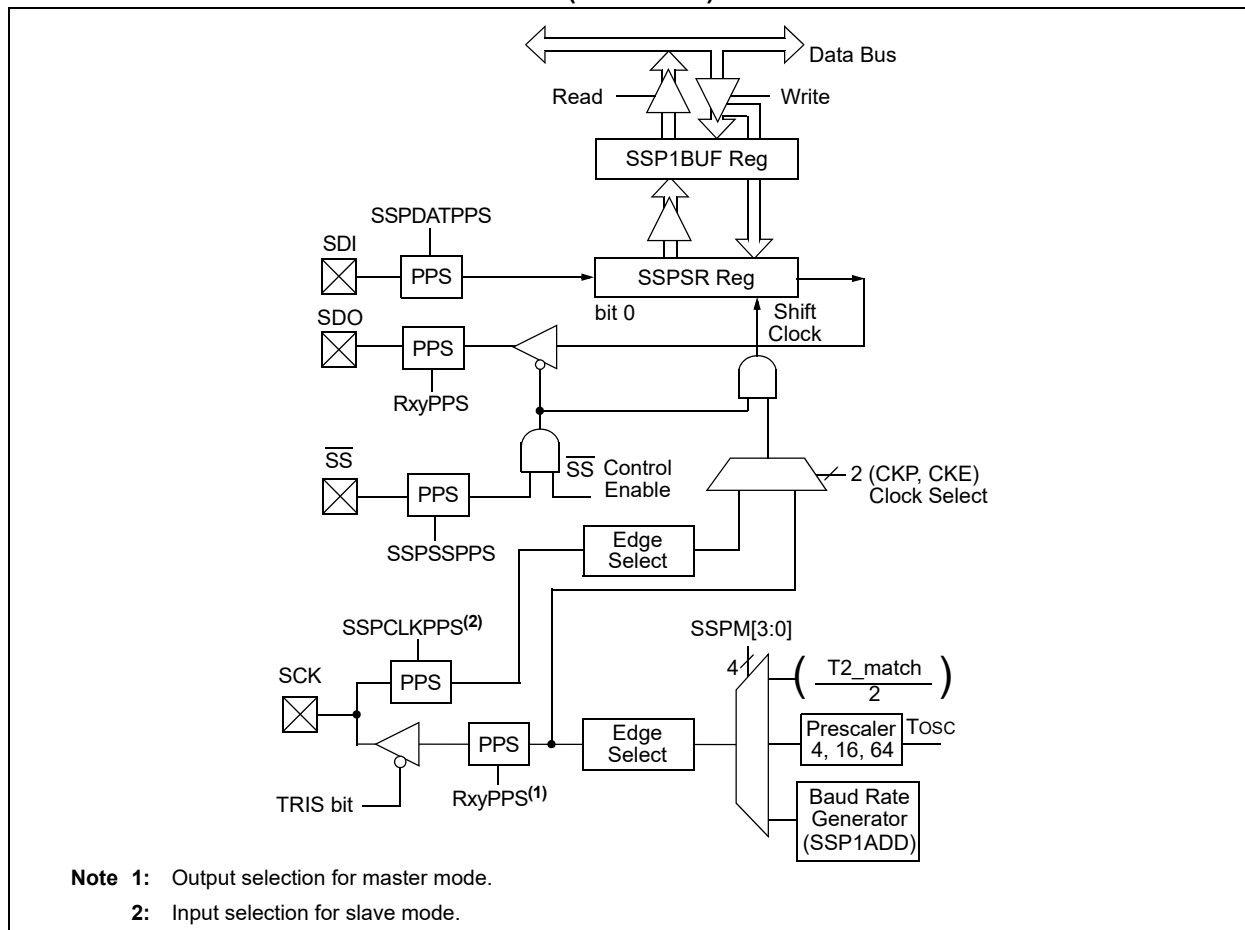 Data Bus
Read
Write
SSP1BUF Reg
SSPDATPPS
SDI
PPS
SSPSR Reg
bit 0
Shift
Clock
SDO
PPS
RxyPPS
SS
PPS
SS Control
Enable
2 (CKP, CKE)
Clock Select
SSPSSPPS
Edge
Select
SSPCLKPPS(2)
SSPM[3:0]
4
T2_match
2
SCK
PPS
PPS
Edge
Select
Prescaler
4, 16, 64
TOSC
TRIS bit
RxyPPS(1)
Baud Rate
Generator
(SSP1ADD)
Note 1: Output selection for master mode.
2: Input selection for slave mode.